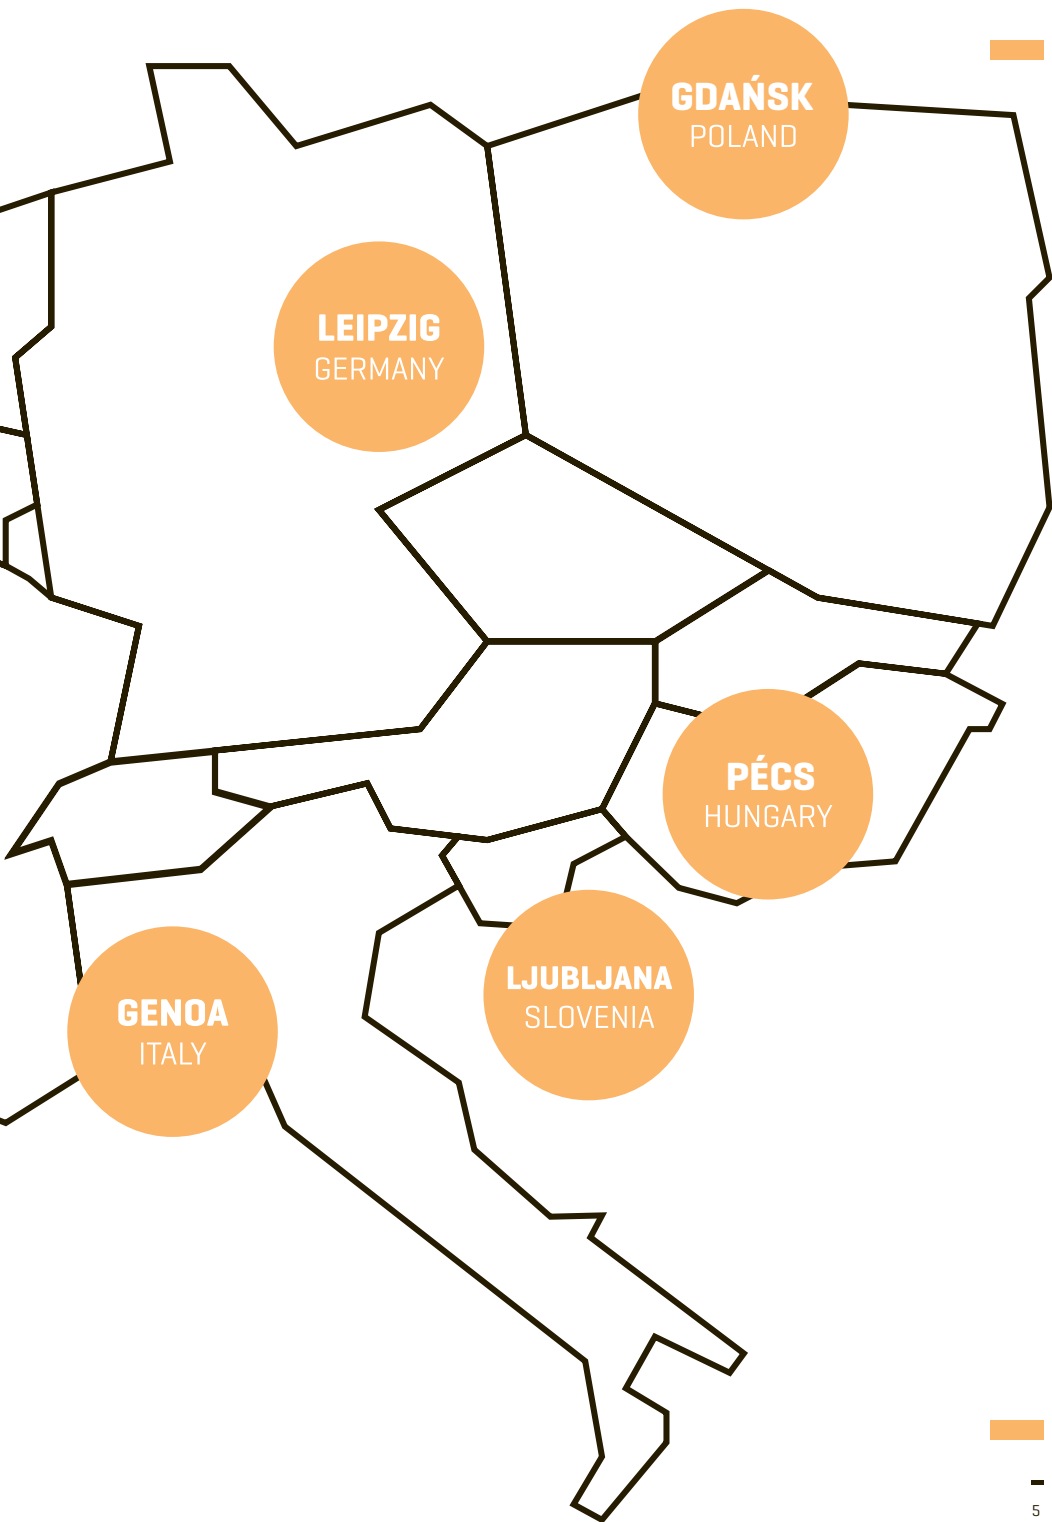 GDAŃSK
POLAND
LEIPZIG
GERMANY
PÉCS
HUNGARY
LJUBLJANA
SLOVENIA
GENOA
ITALY
5